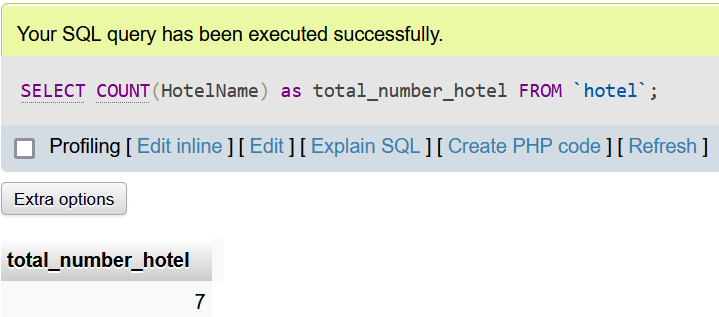 Your SQL query has been executed successfully.
SELECT COUNT(HotelName) as total_number_hotel FROM `hotel`;
Profiling [ Edit inline ] [ Edit ] [ Explain SQL ] [ Create PHP code ] [ Refresh ]
Extra options
total_number_hotel
7